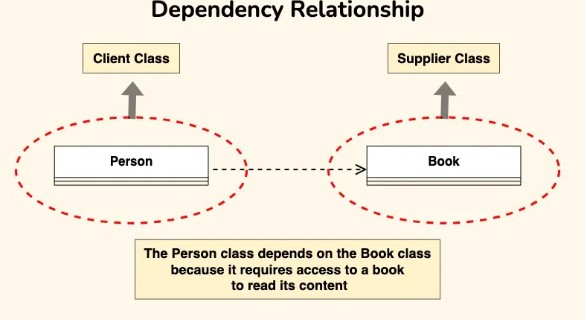 Dependency Relationship
Client Class
Supplier Class
Person
Book
The Person class depends on the Book class
because it requires access to a book
to read its content